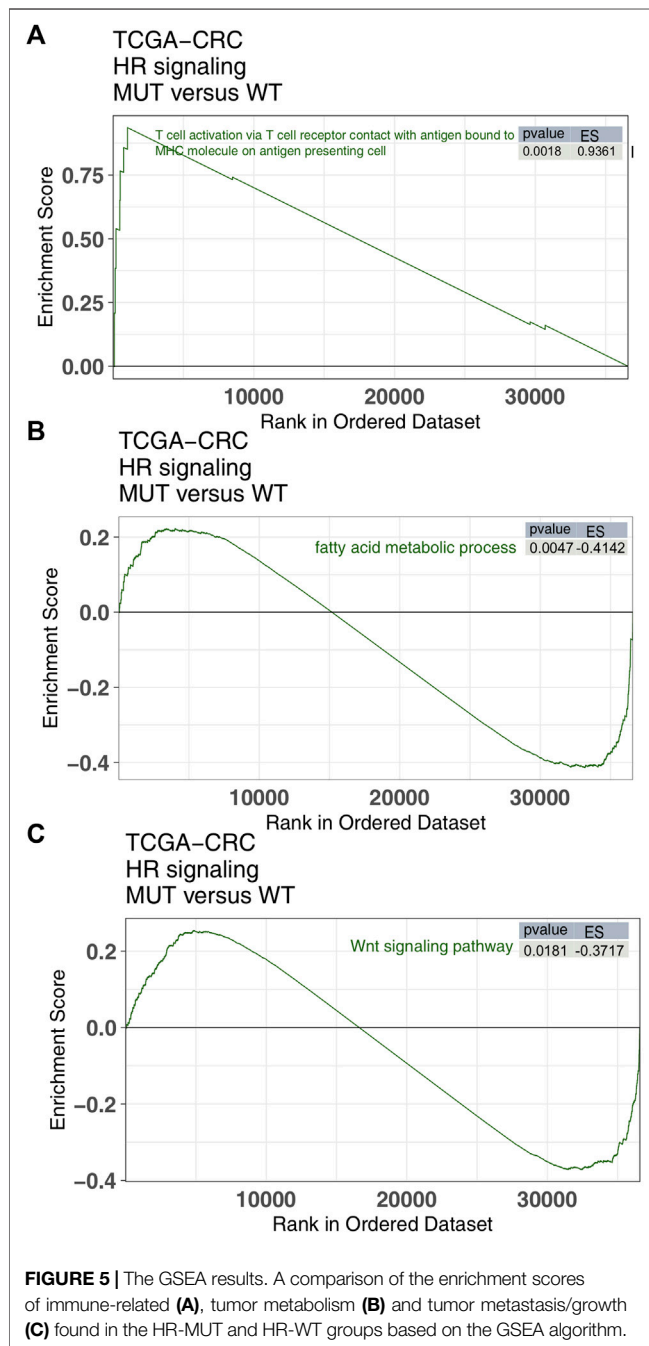 A
TCGA−CRC
HR signaling
MUT versus WT
T cell activation via T cell receptor contact with antigen bound to
MHC molecule on antigen presenting cell
pvalue ES
0.0018 0.9361
Enrichment Score
0.75
0.50
0.25
0.00
10000 20000 30000
Rank in Ordered Dataset
B
TCGA−CRC
HR signaling
MUT versus WT
fatty acid metabolic process
pvalue ES
0.0047 -0.4142
Enrichment Score
0.2
0.0
−0.2
−0.4
10000 20000 30000
Rank in Ordered Dataset
C
TCGA−CRC
HR signaling
MUT versus WT
Wnt signaling pathway
pvalue ES
0.0181 -0.3717
Enrichment Score
0.2
0.0
−0.2
−0.4
10000 20000 30000
Rank in Ordered Dataset
FIGURE 5 | The GSEA results. A comparison of the enrichment scores
of immune-related (A), tumor metabolism (B) and tumor metastasis/growth
(C) found in the HR-MUT and HR-WT groups based on the GSEA algorithm.